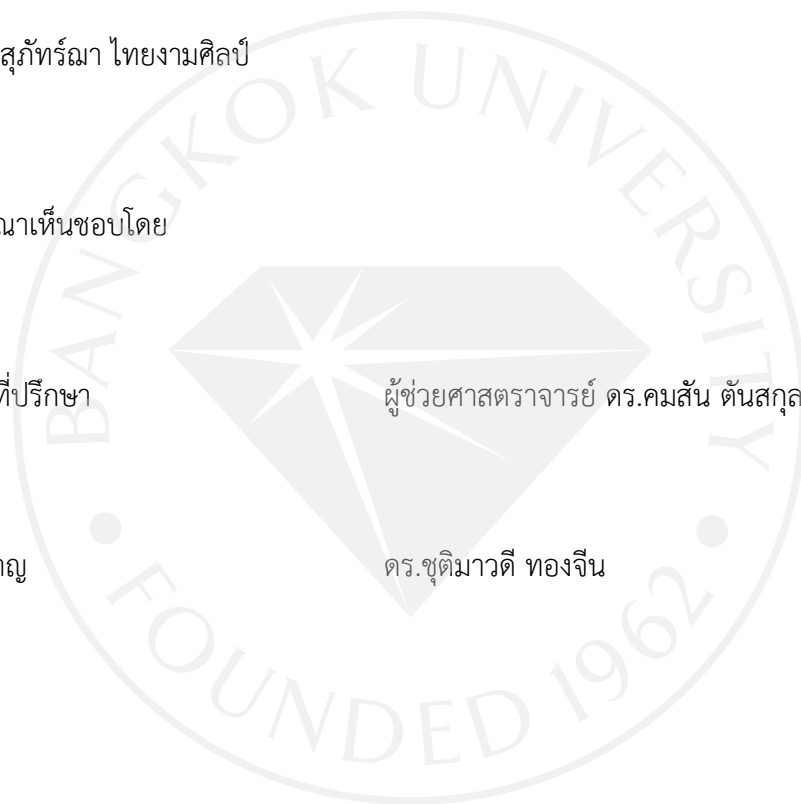 สุภัทร์ฌา ไทยงามศิลป์
ณาเห็นชอบโดย
ที่ปรึกษา ผู้ช่วยศาสตราจารย์ ดร.คมสัน ตันสกุล
าญ ดร.ชุติมาวดี ทองจีน
BANGKOK UNIVERSITY
FOUNDED 1962